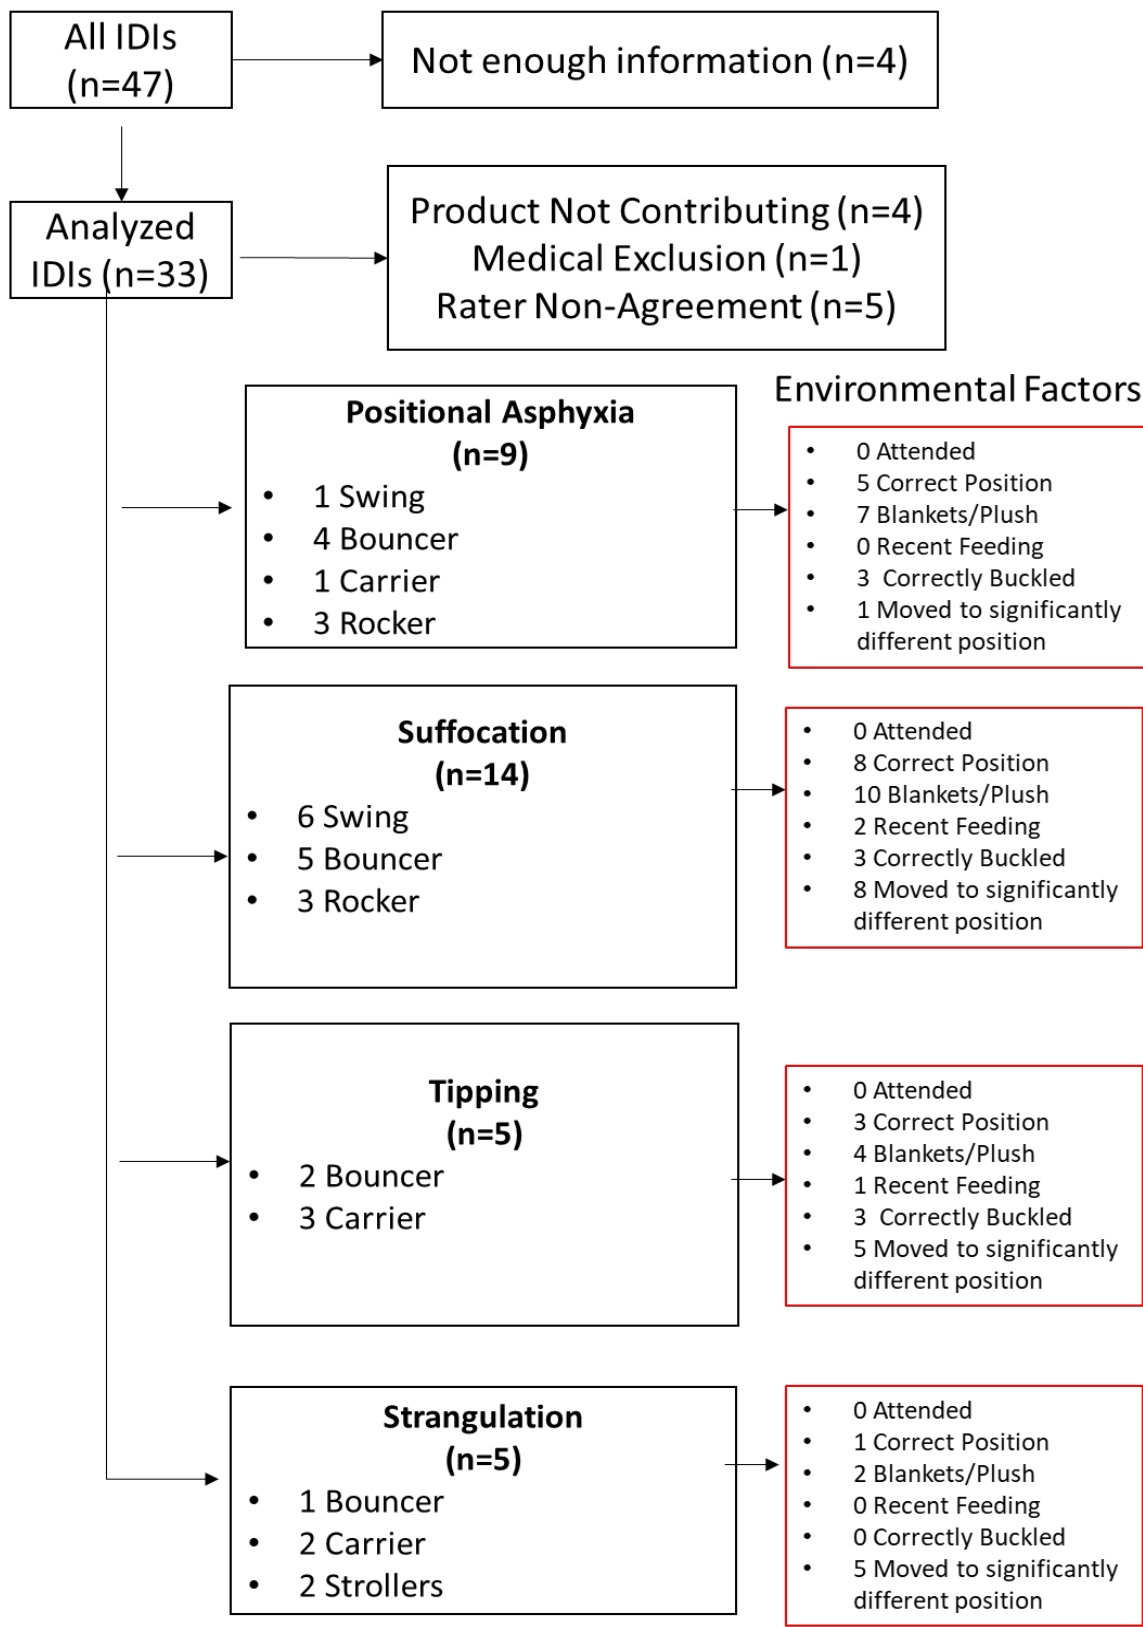 All IDIs
(n=47)
Not enough information (n=4)
Analyzed
IDIs (n=33)
Product Not Contributing (n=4)
Medical Exclusion (n=1)
Rater Non-Agreement (n=5)
Environmental Factors
Positional Asphyxia
(n=9)
• 1 Swing
• 4 Bouncer
• 1 Carrier
• 3 Rocker
• 0 Attended
• 5 Correct Position
• 7 Blankets/Plush
• 0 Recent Feeding
• 3 Correctly Buckled
• 1 Moved to significantly
different position
Suffocation
(n=14)
• 6 Swing
• 5 Bouncer
• 3 Rocker
• 0 Attended
• 8 Correct Position
• 10 Blankets/Plush
• 2 Recent Feeding
• 3 Correctly Buckled
• 8 Moved to significantly
different position
Tipping
(n=5)
• 2 Bouncer
• 3 Carrier
• 0 Attended
• 3 Correct Position
• 4 Blankets/Plush
• 1 Recent Feeding
• 3 Correctly Buckled
• 5 Moved to significantly
different position
Strangulation
(n=5)
• 1 Bouncer
• 2 Carrier
• 2 Strollers
• 0 Attended
• 1 Correct Position
• 2 Blankets/Plush
• 0 Recent Feeding
• 0 Correctly Buckled
• 5 Moved to significantly
different position